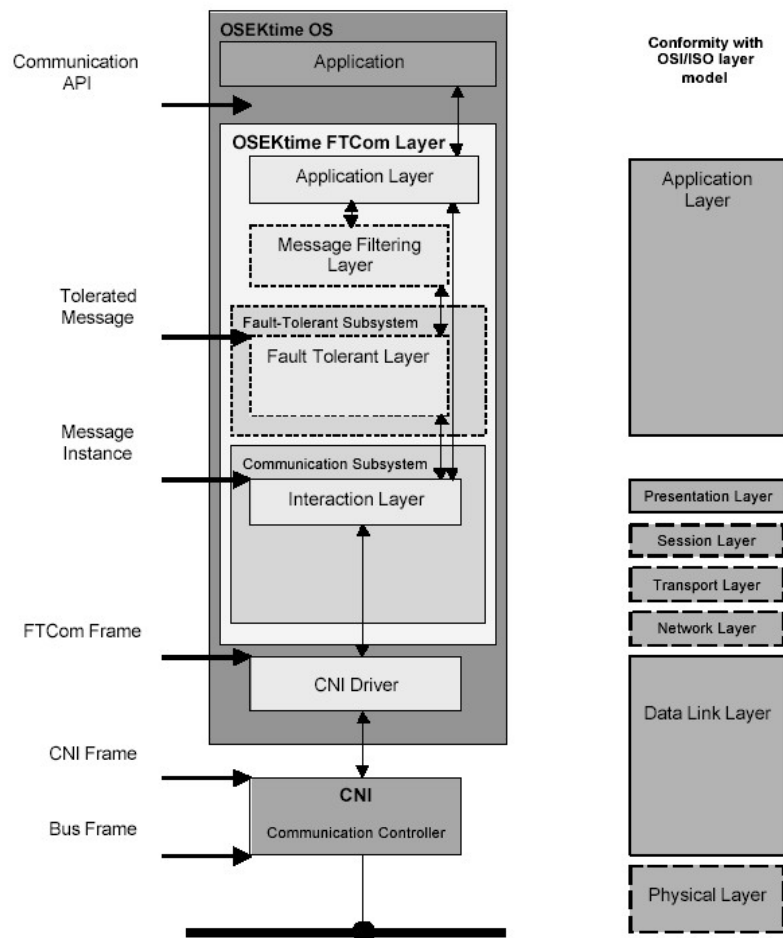 OSEKtime OS
Application
Communication
API
OSEKtime FTCom Layer
Application Layer
Message Filtering
Layer
Tolerated
Message
Fault-Tolerant Subsystem
Fault Tolerant Layer
Message
Instance
Communication Subsystem
Interaction Layer
FTCom Frame
CNI Driver
CNI Frame
CNI
Communication Controller
Bus Frame
Conformity with
OSI/ISO layer
model
Application
Layer
Presentation Layer
Session Layer
Transport Layer
Network Layer
Data Link Layer
Physical Layer